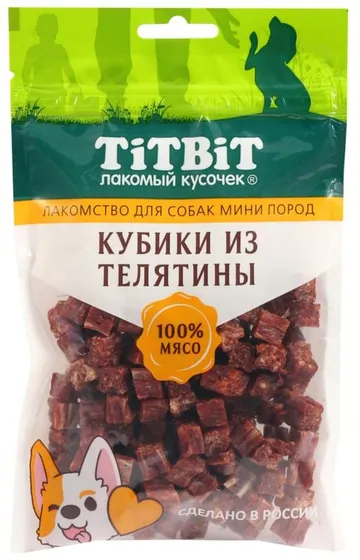 TiTBiT
лакомый кусочек®
ЛАКОМСТВО ДЛЯ СОБАК МИНИ ПОРОД
КУБИКИ ИЗ
ТЕЛЯТИНЫ
100%
МЯСО
СДЕЛАНО В РОССИИ